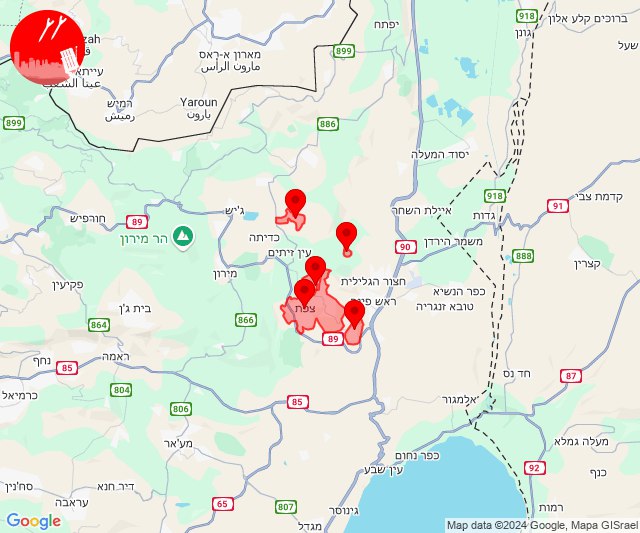 918
ברוכים קלע אלון
גונן
יפתח
שעל
מארון א-ראס
مارون الراس
899
עייתא
عيتا الشعب
רמיש
رميش
Yaroun
يارون
899
886
יסוד המעלה
918
קדמת צבי
91
איילת השחר
גדות
ג'יש
89
חורפיש
הר מירון
כדיתה
עין זיתים
90
משמר הירדן
888
קצרין
מירון
חצור הגלילית
כפר הנשיא
טובא זנגריה
ראש פינה
פקיעין
בית ג'ן
צפת
866
864
89
ראמה
נחף
85
חד נס
87
804
כרמיאל
806
85
אלמגור
מע'אר
מעלה גמלא
כפר נחום
עין שבע
92
כנף
סח'נין
דיר חנא
עראבה
65
807
גינוסר
מגדל
רמות
Google
Map data ©2024 Google, Mapa GISrael